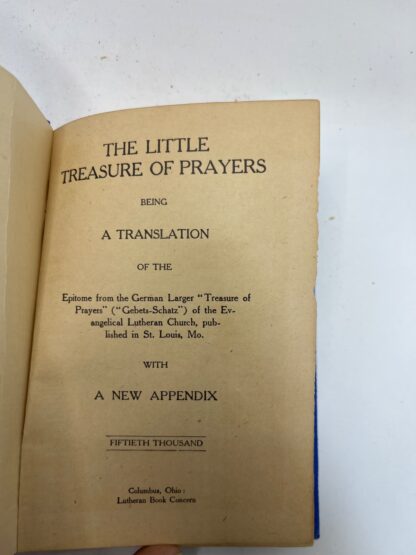 THE LITTLE
TREASURE OF PRAYERS
BEING
A TRANSLATION
OF THE
Epitome from the German Larger "Treasure of
Prayers" ("Gebets-Schatz") of the Ev-
angelical Lutheran Church, pub-
lished in St. Louis, Mo.
WITH
A NEW APPENDIX
FIFTIETH THOUSAND
Columbus, Ohio:
Lutheran Book Concern